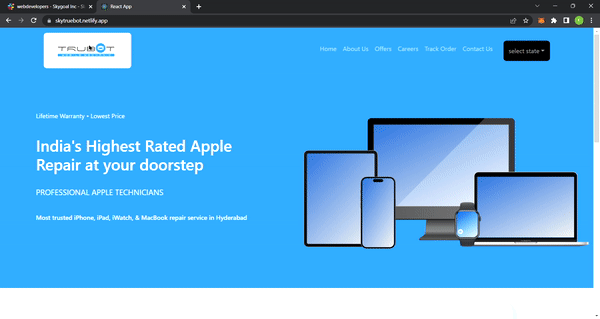 webdevelopers - Skygoal Inc - Sl
React App
skytruebot.netlify.app
TRUBOT
Home
About Us
Offers
Careers
Track Order
Contact Us
select state
Lifetime Warranty • Lowest Price
India's Highest Rated Apple
Repair at your doorstep
PROFESSIONAL APPLE TECHNICIANS
Most trusted iPhone, iPad, iWatch, & MacBook repair service in Hyderabad